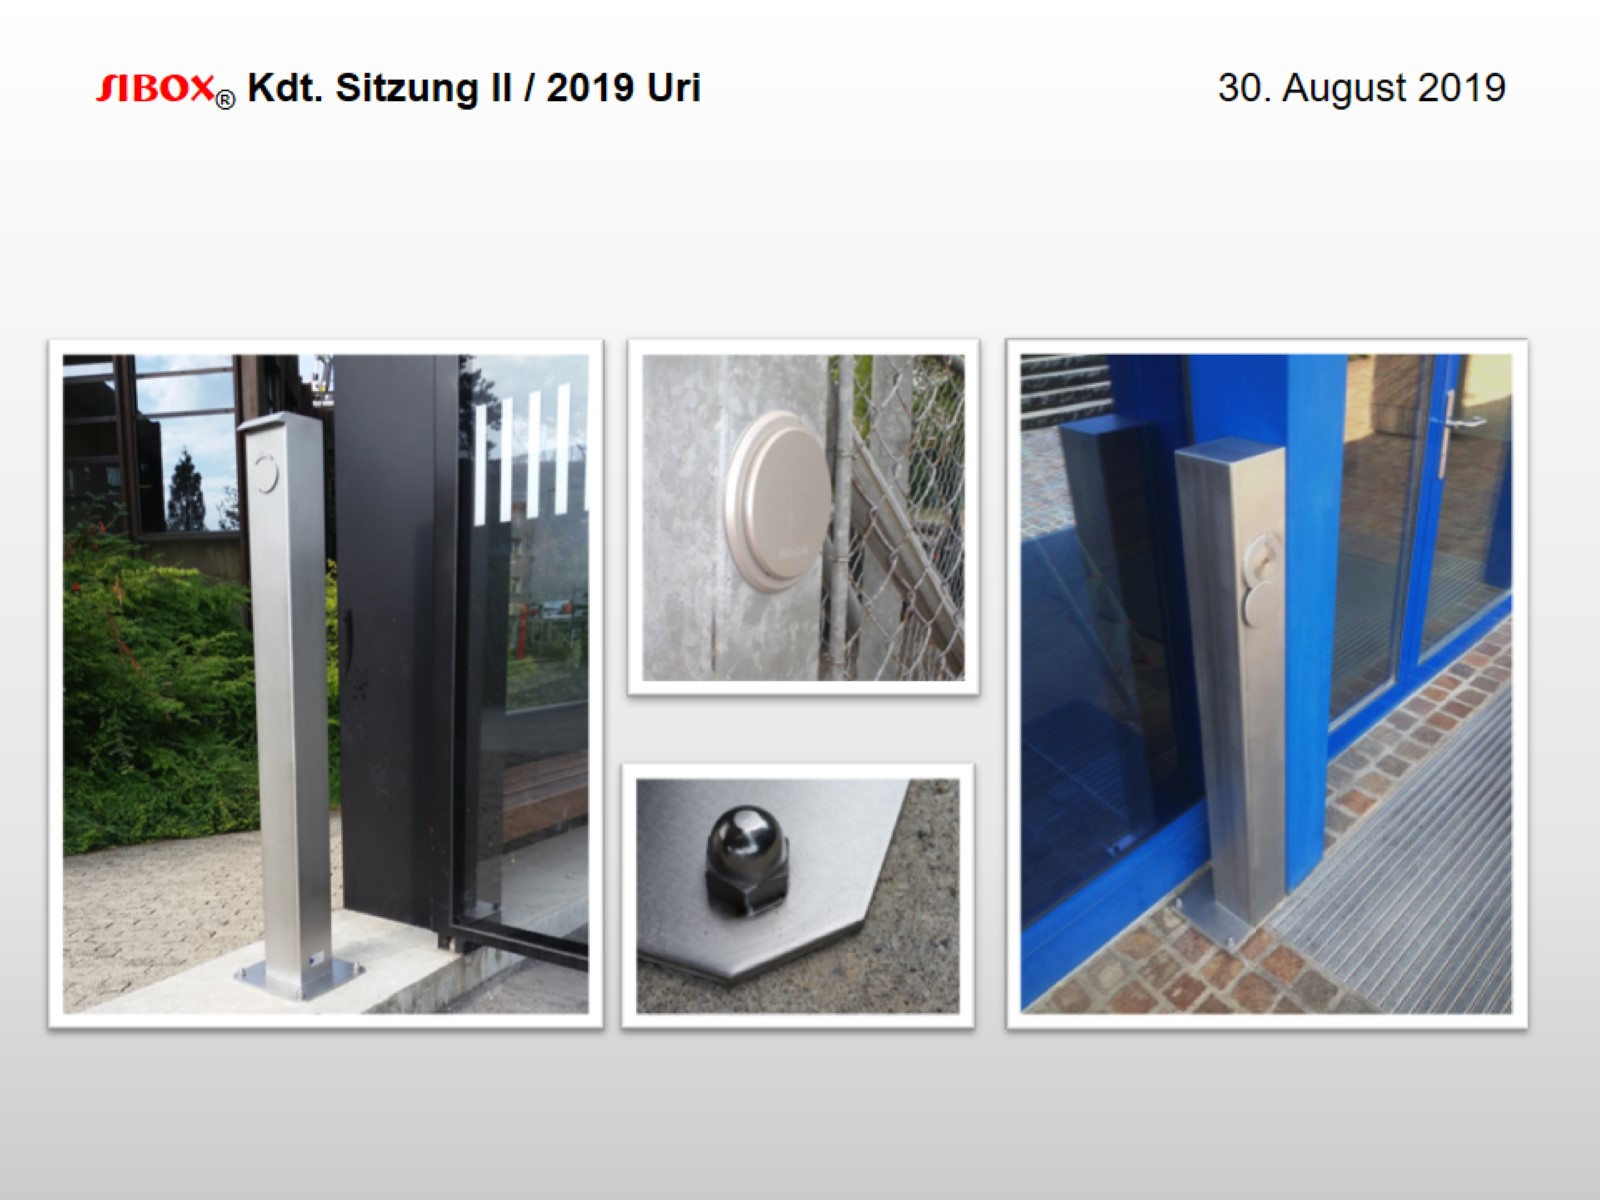 SIBOX® Kdt. Sitzung II / 2019 Uri
30. August 2019